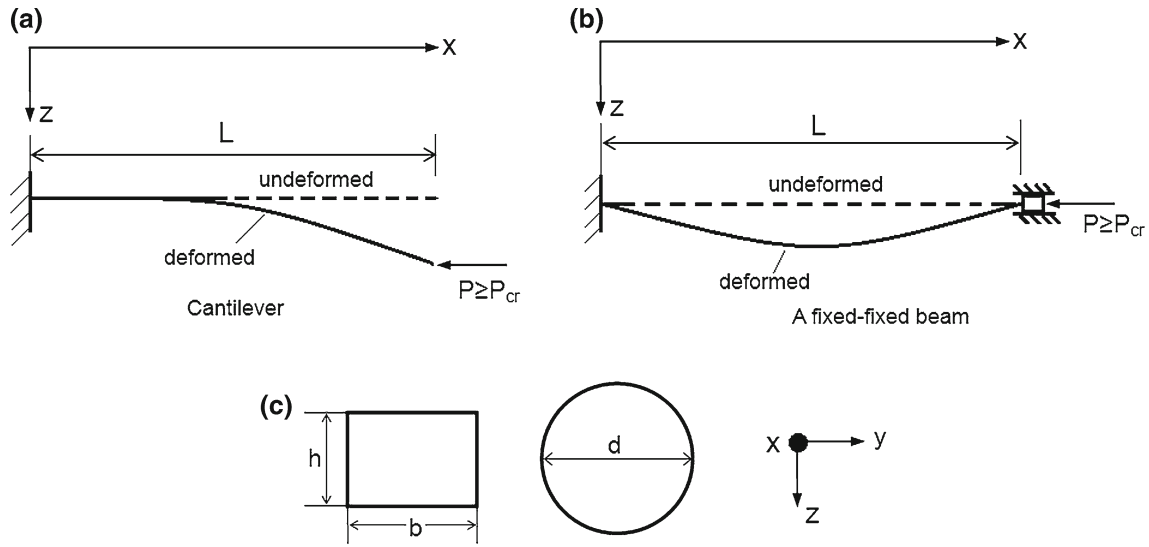 (a)
x
z
L
undeformed
deformed
P≥Pcr
Cantilever
(b)
x
z
L
undeformed
P≥Pcr
deformed
A fixed-fixed beam
(c)
h
b
d
x
y
z